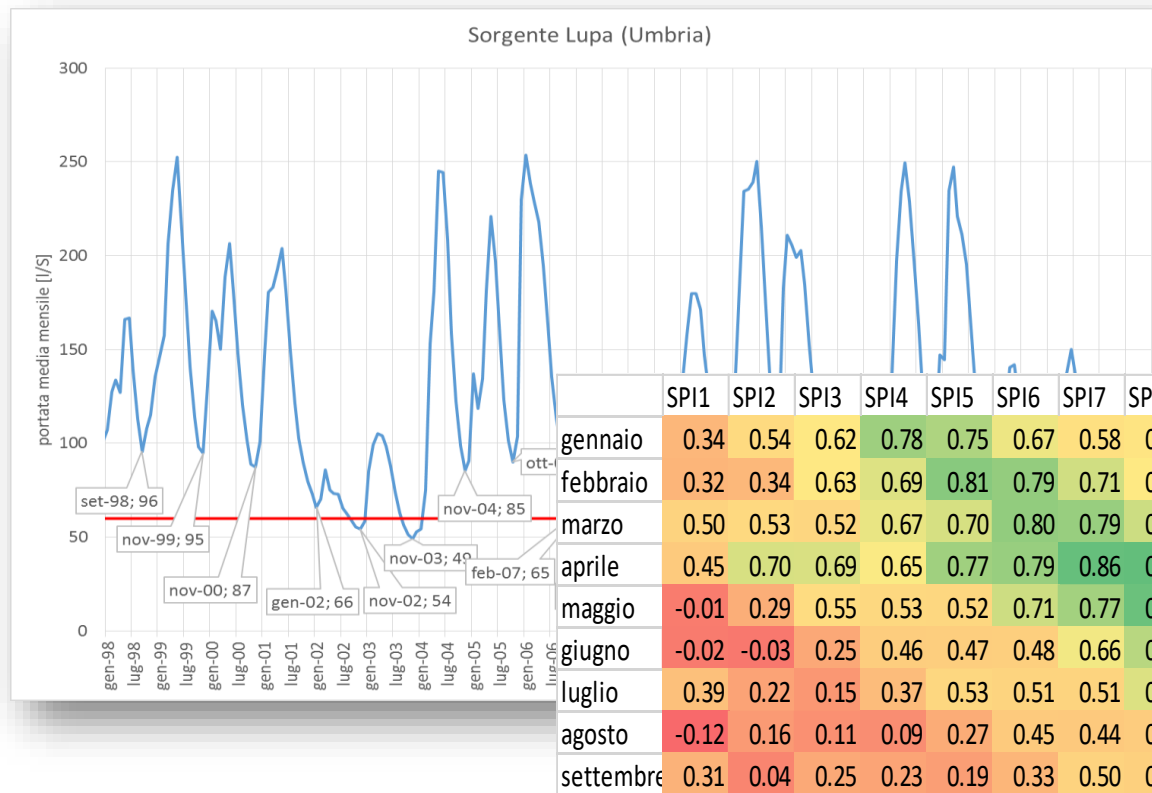 Sorgente Lupa (Umbria)
portata media mensile [l/S]
300
250
200
150
100
50
0
set-98; 96
nov-99; 95
nov-00; 87
gen-02; 66
nov-02; 54
nov-03; 49
nov-04; 85
feb-07; 65
gen-98
lug-98
gen-99
lug-99
gen-00
lug-00
gen-01
lug-01
gen-02
lug-02
gen-03
lug-03
gen-04
lug-04
gen-05
lug-05
gen-06
lug-06
SPI1 SPI2 SPI3 SPI4 SPI5 SPI6 SPI7
gennaio 0.34 0.54 0.62 0.78 0.75 0.67 0.58
febbraio 0.32 0.34 0.63 0.69 0.81 0.79 0.71
marzo 0.50 0.53 0.52 0.67 0.70 0.80 0.79
aprile 0.45 0.70 0.69 0.65 0.77 0.79 0.86
maggio -0.01 0.29 0.55 0.53 0.52 0.71 0.77
giugno -0.02 -0.03 0.25 0.46 0.47 0.48 0.66
luglio 0.39 0.22 0.15 0.37 0.53 0.51 0.51
agosto -0.12 0.16 0.11 0.09 0.27 0.45 0.44
settembre 0.31 0.04 0.25 0.23 0.19 0.33 0.50